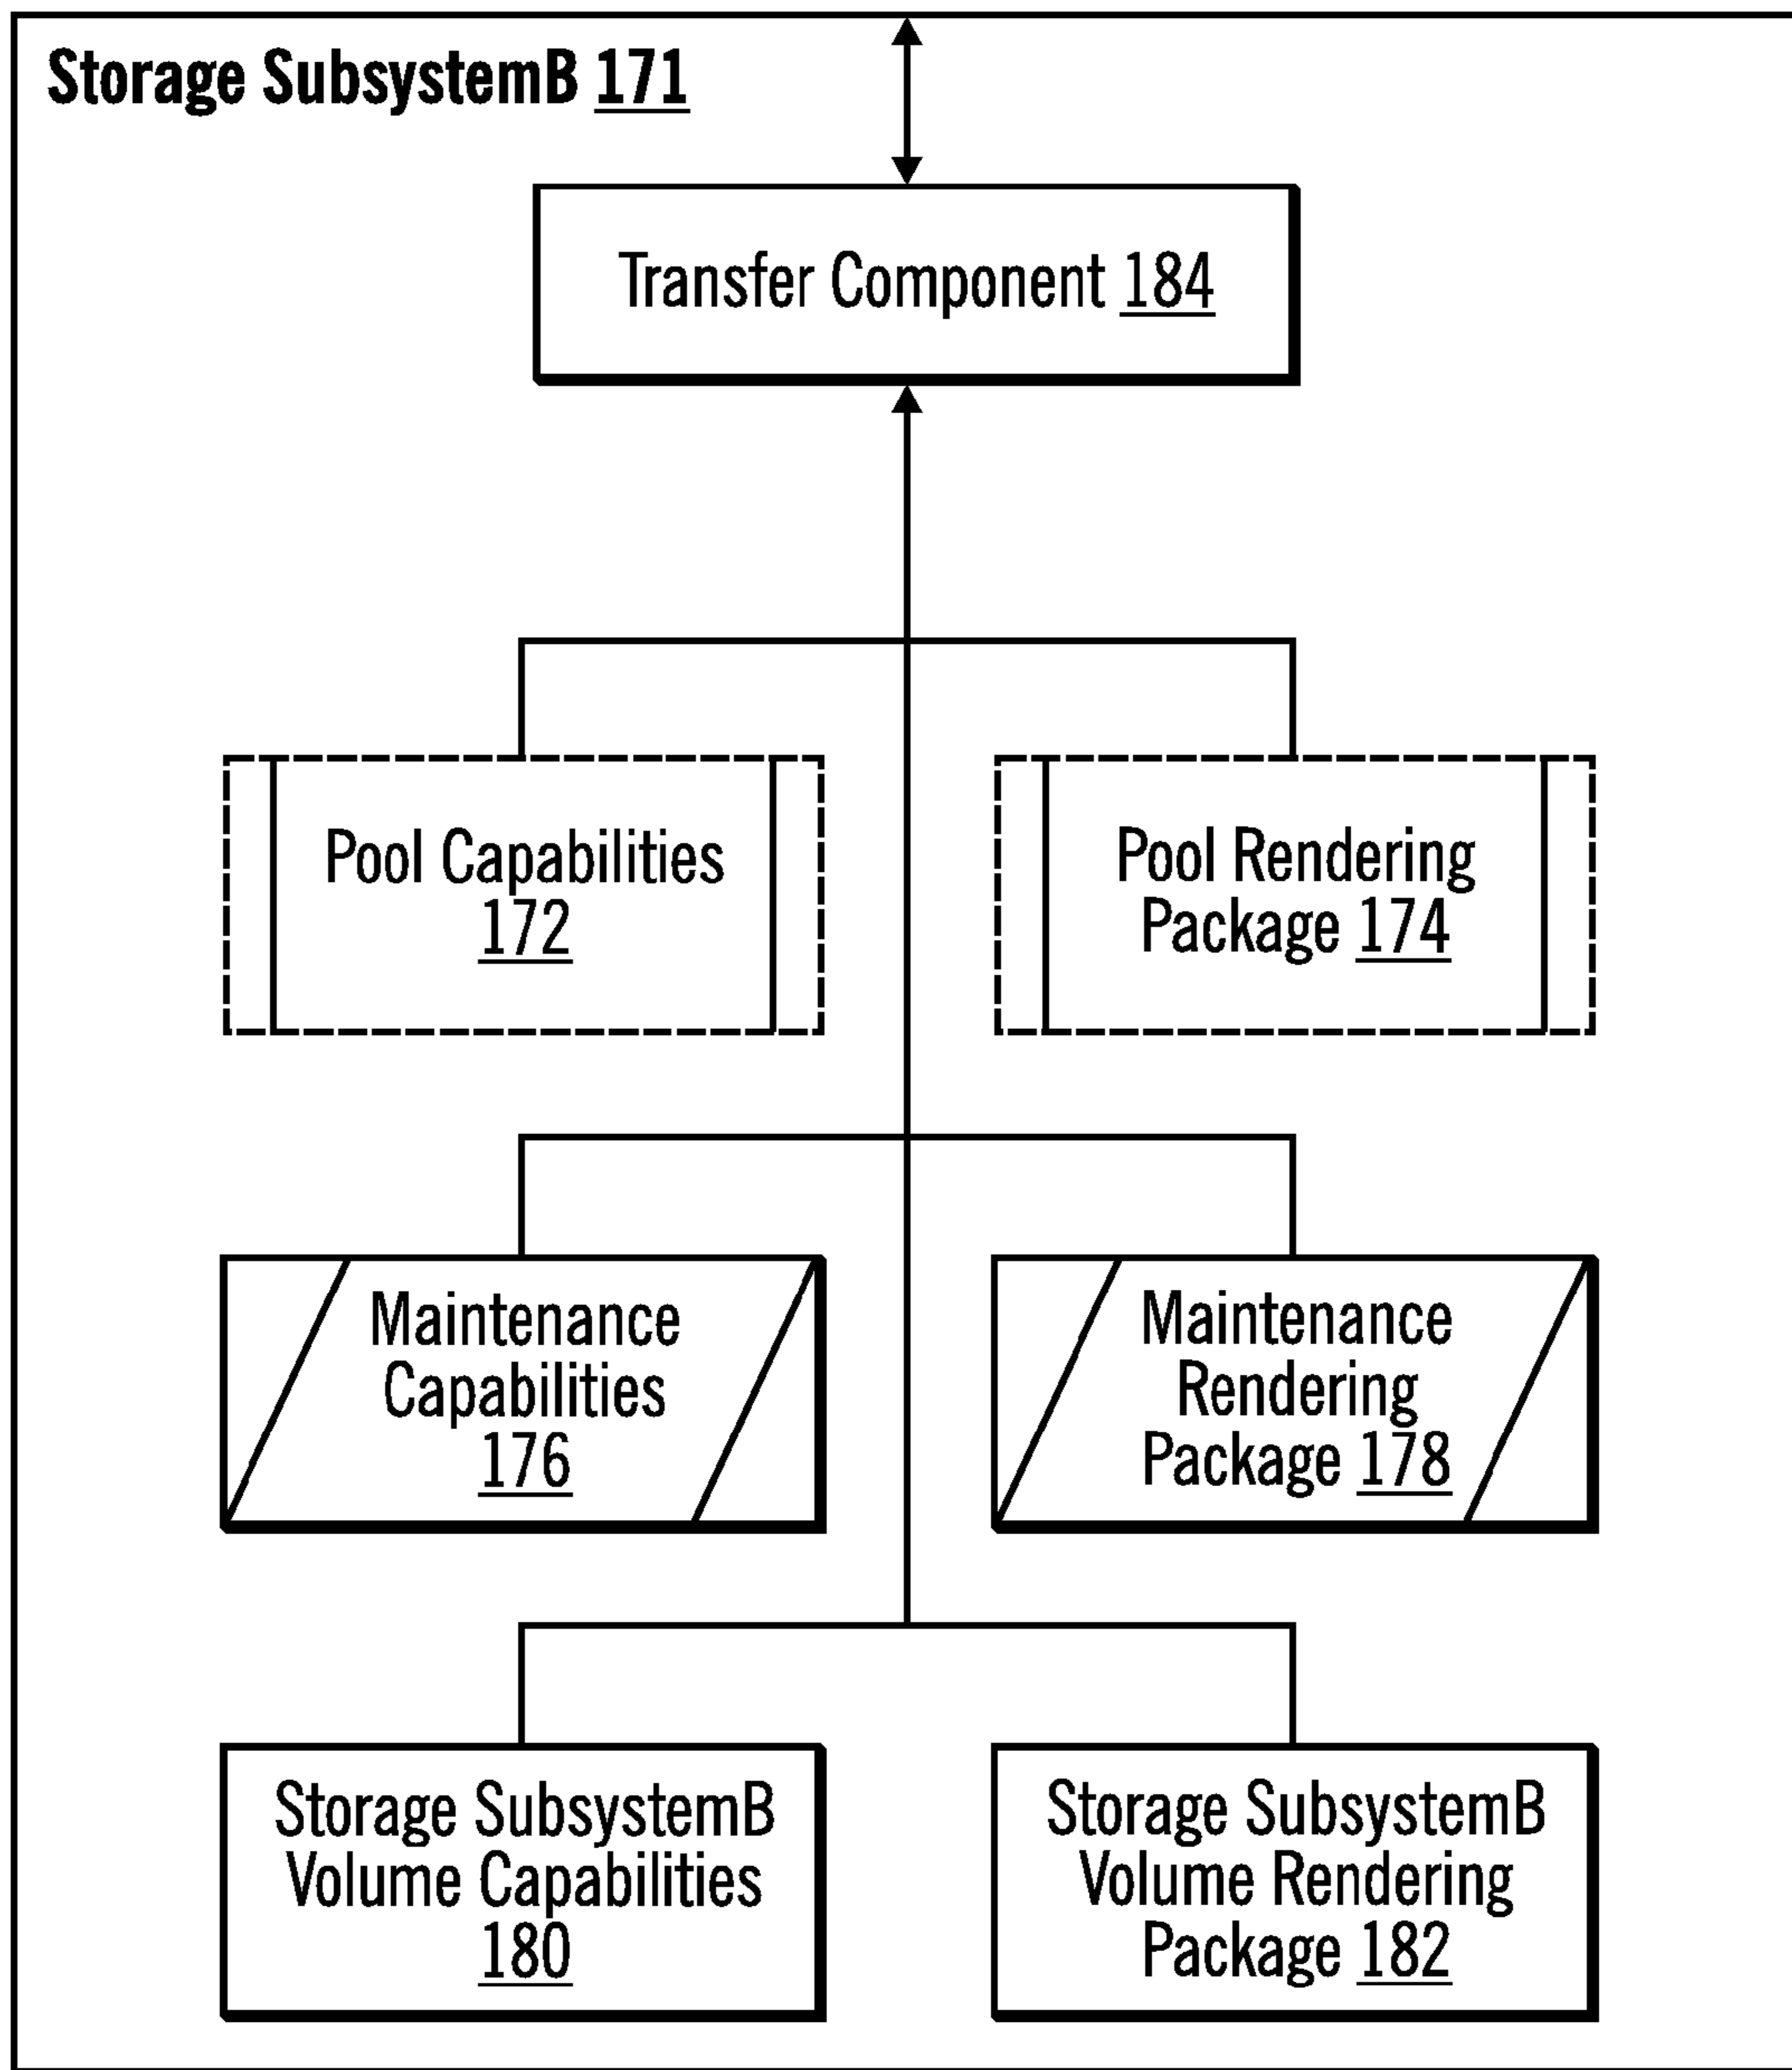 Storage SubsystemB 171
Transfer Component 184
Pool Capabilities
172
Pool Rendering
Package 174
Maintenance
Capabilities
176
Maintenance
Rendering
Package 178
Storage SubsystemB
Volume Capabilities
180
Storage SubsystemB
Volume Rendering
Package 182